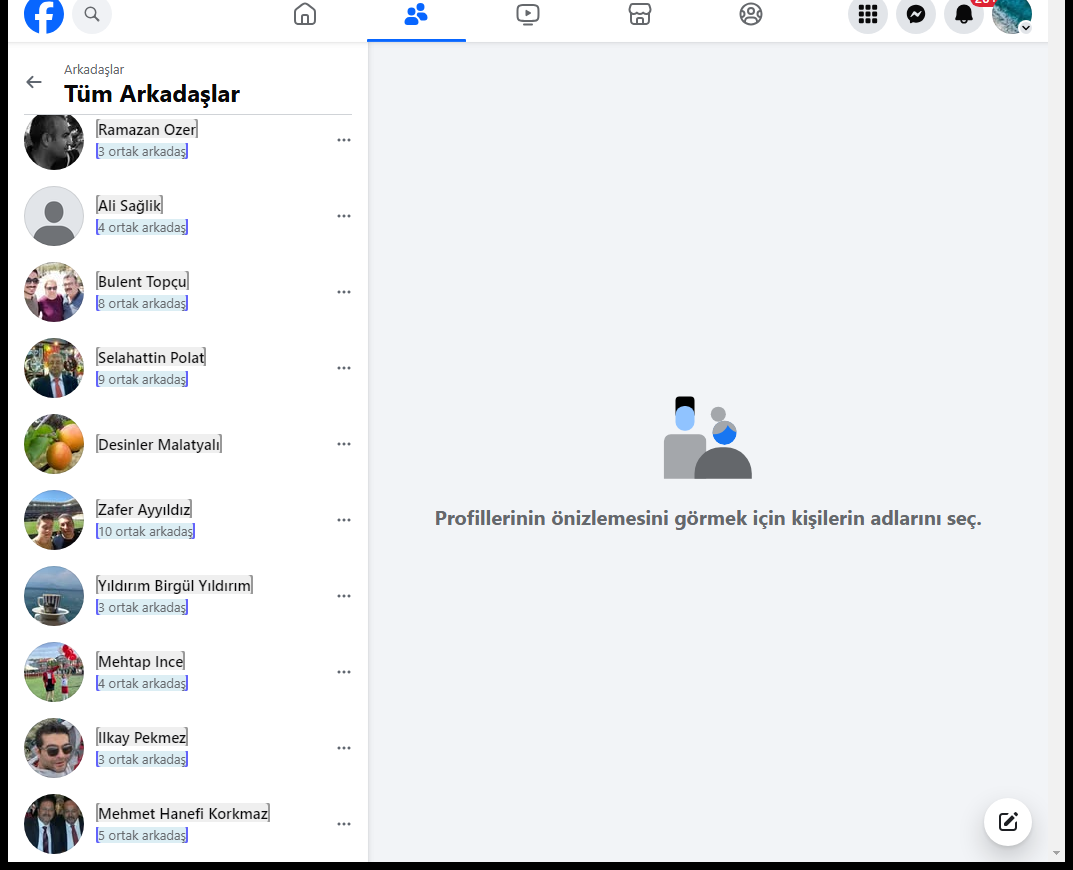 Arkadaşlar
Tüm Arkadaşlar
Ramazan Ozer
3 ortak arkadaş
Ali Sağlik
4 ortak arkadaş
Bulent Topçu
8 ortak arkadaş
Selahattin Polat
9 ortak arkadaş
Desinler Malatyalı
Zafer Ayyıldız
10 ortak arkadaş
Yıldırım Birgül Yıldırım
3 ortak arkadaş
Mehtap Ince
4 ortak arkadaş
Ilkay Pekmez
3 ortak arkadaş
Mehmet Hanefi Korkmaz
5 ortak arkadaş
Profillerinin önizlemesini görmek için kişilerin adlarını seç.